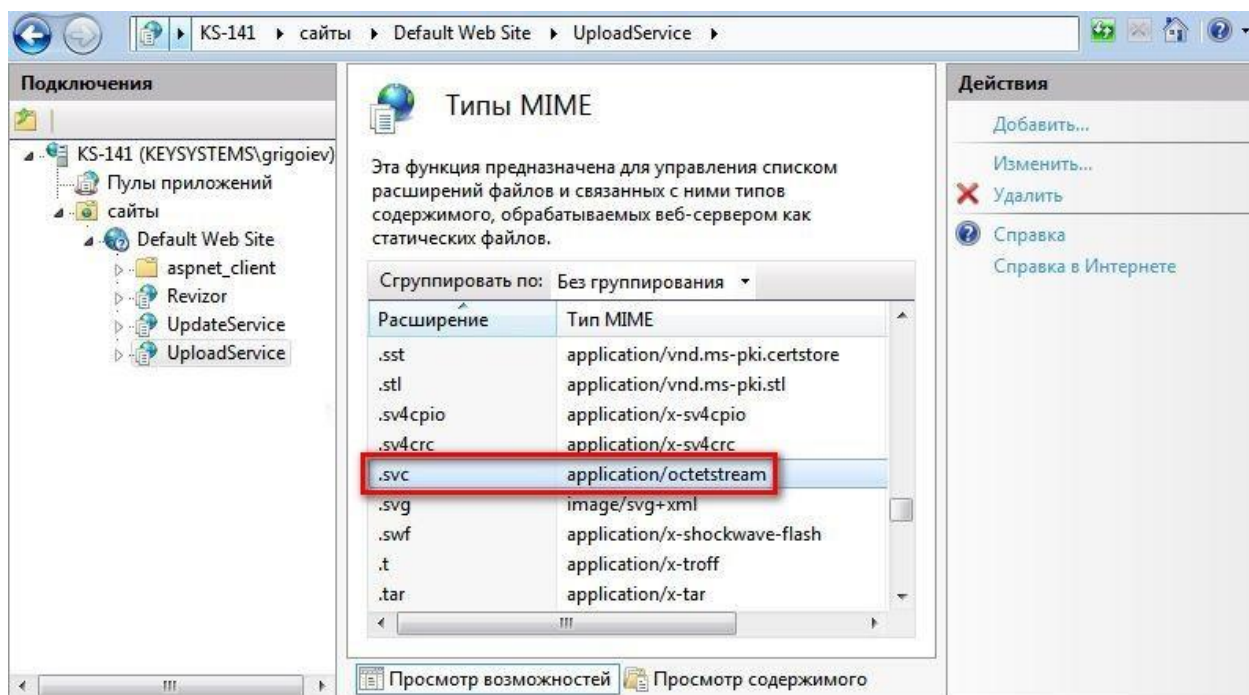 KS-141 ▸ сайты ▸ Default Web Site ▸ UploadService ▸
Подключения
KS-141 (KEYSYSTEMS\grigoiev)
Пулы приложений
сайты
Default Web Site
aspnet_client
Revizor
UpdateService
UploadService
Типы MIME
Эта функция предназначена для управления списком
расширений файлов и связанных с ними типов
содержимого, обрабатываемых веб-сервером как
статических файлов.
Сгруппировать по: Без группирования
Расширение Тип MIME
.sst application/vnd.ms-pki.certstore
.stl application/vnd.ms-pki.stl
.sv4cpio application/x-sv4cpio
.sv4crc application/x-sv4crc
.svc application/octetstream
.svg image/svg+xml
.swf application/x-shockwave-flash
.t application/x-troff
.tar application/x-tar
Просмотр возможностей Просмотр содержимого
Действия
Добавить...
Изменить...
Удалить
Справка
Справка в Интернете